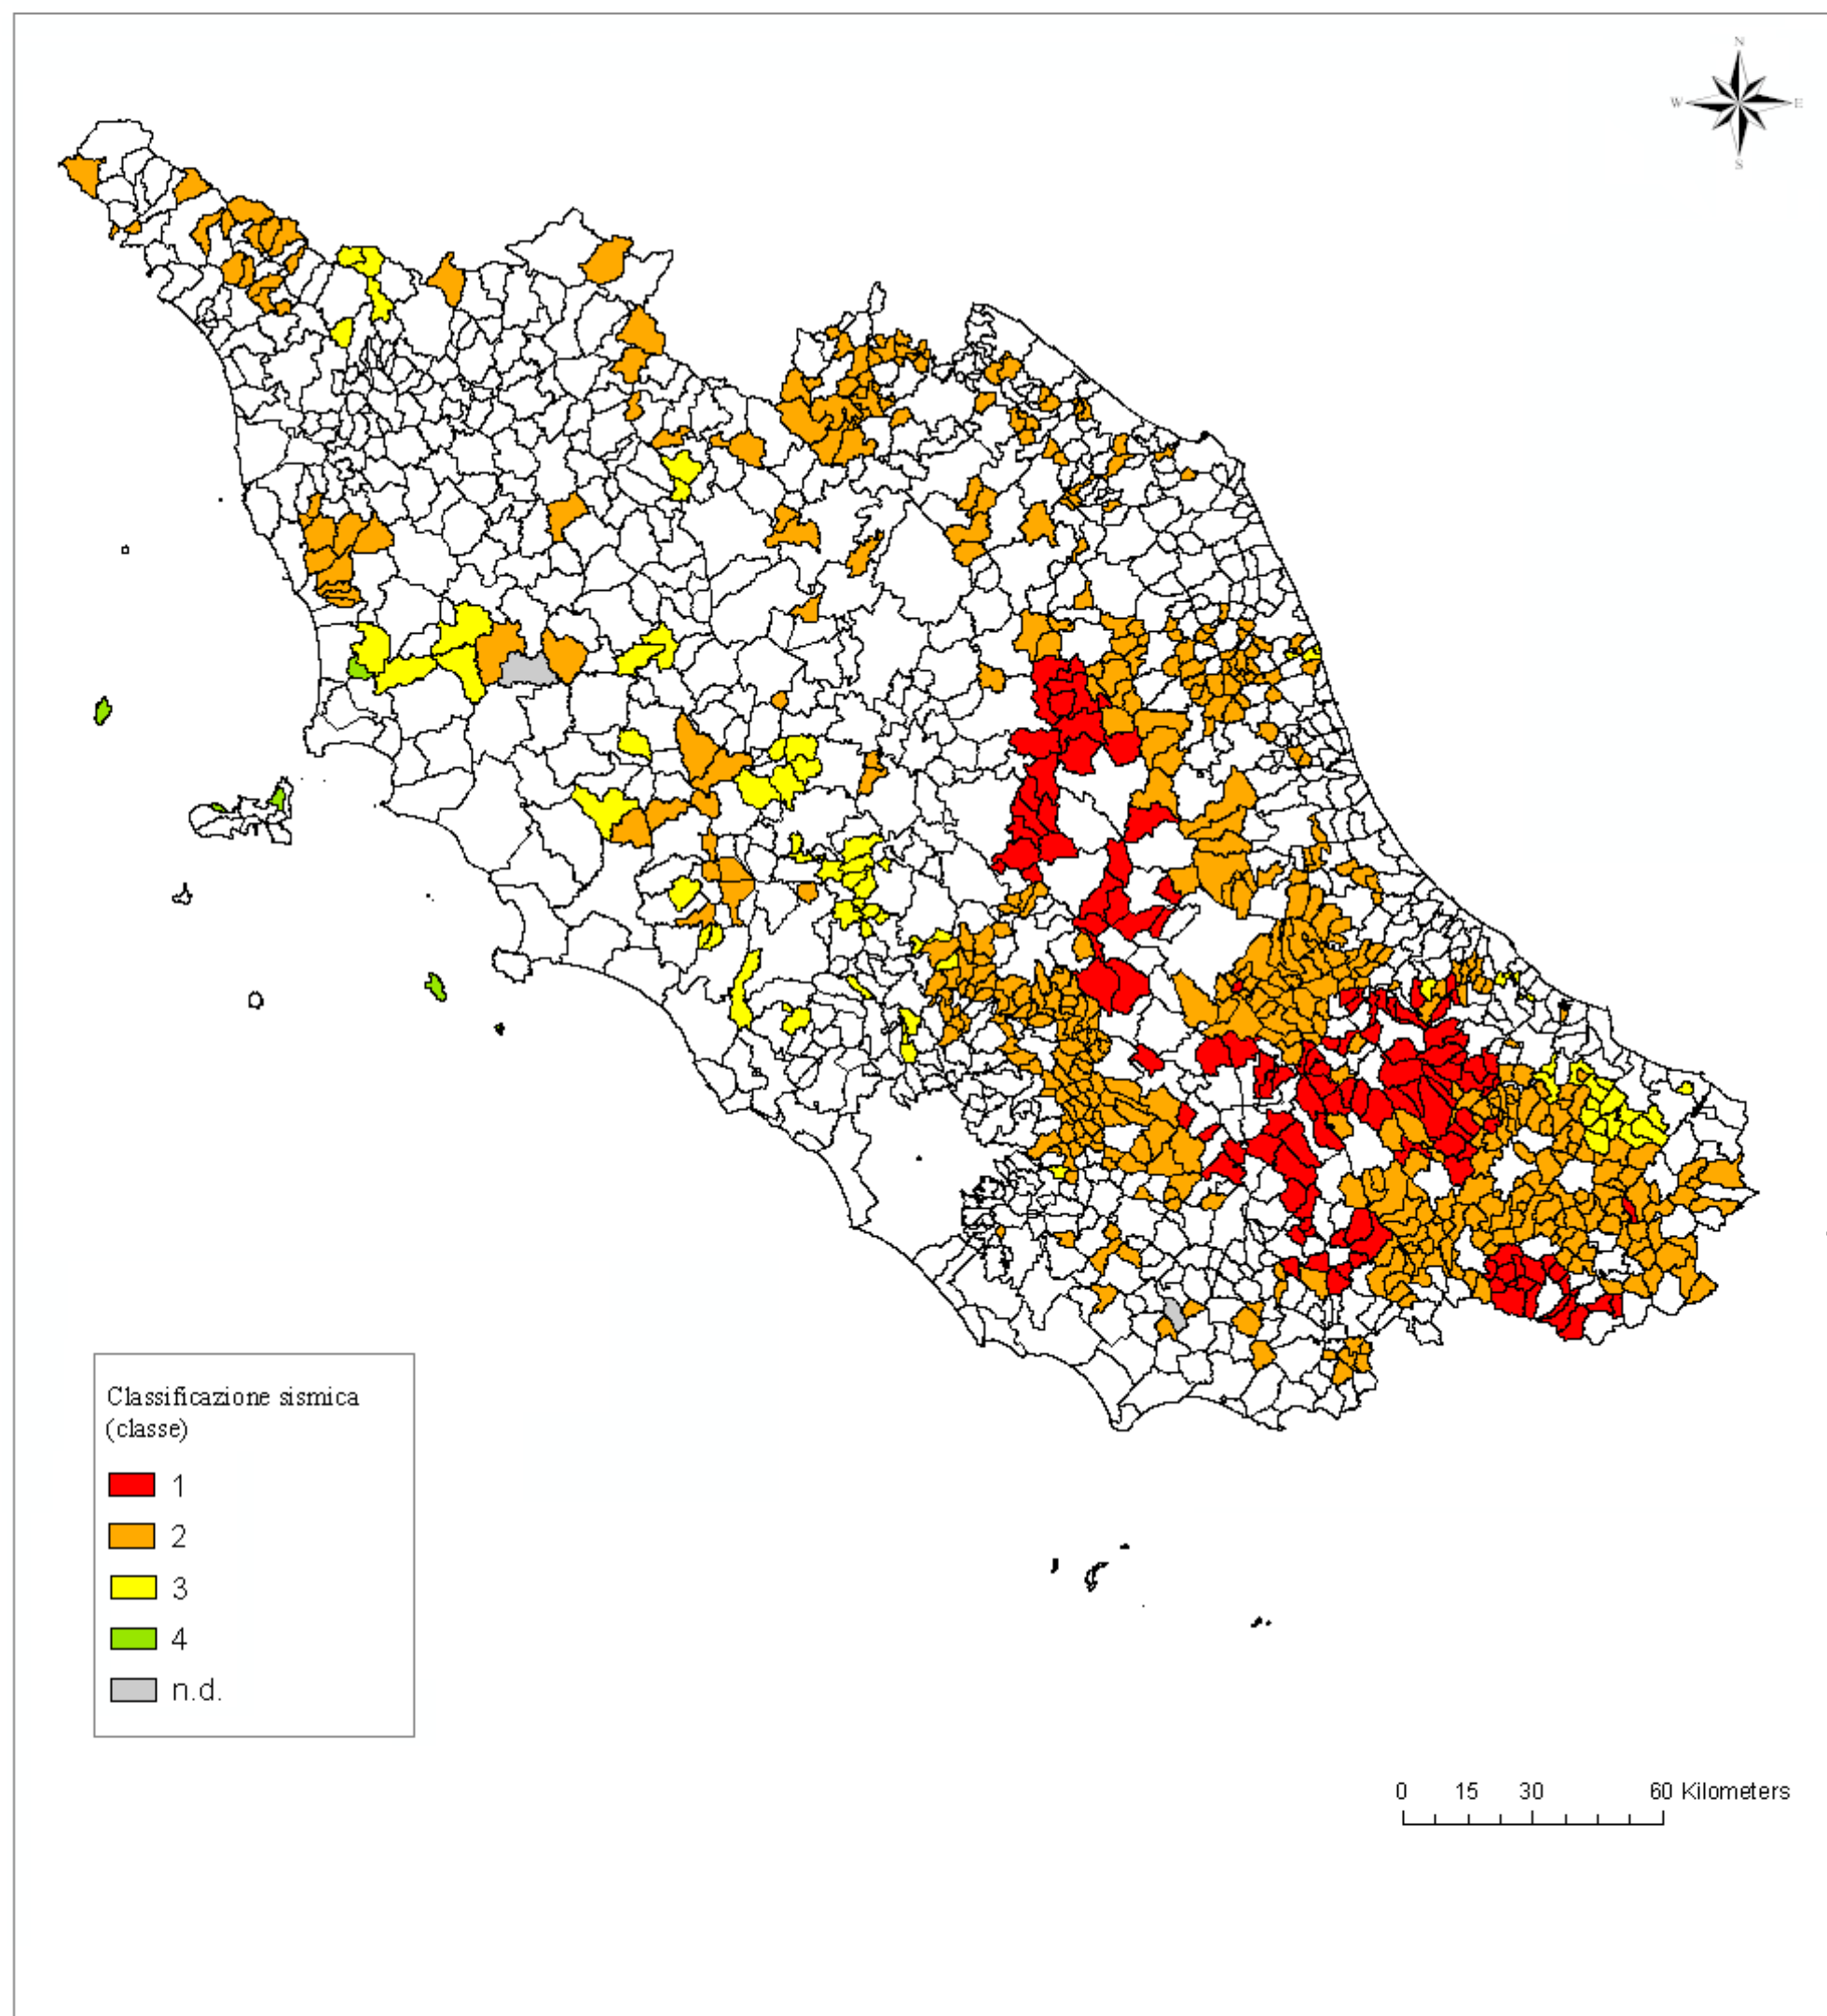 N
W E
S
Classificazione sismica
(classe)
1
2
3
4
n.d.
0 15 30 60 Kilometers